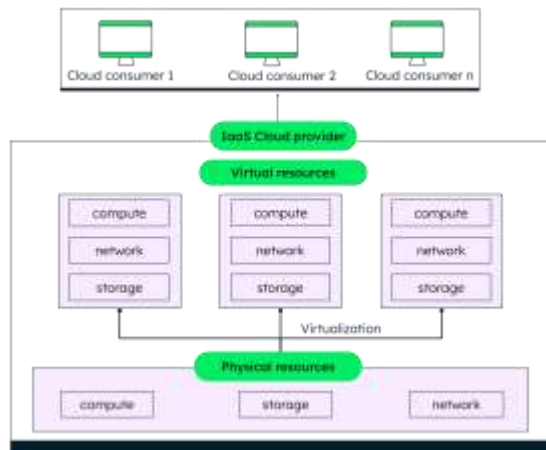 Cloud consumer 1 Cloud consumer 2 Cloud consumer n
IaaS Cloud provider
Virtual resources
compute compute compute
network network network
storage storage storage
Virtualization
Physical resources
compute storage network